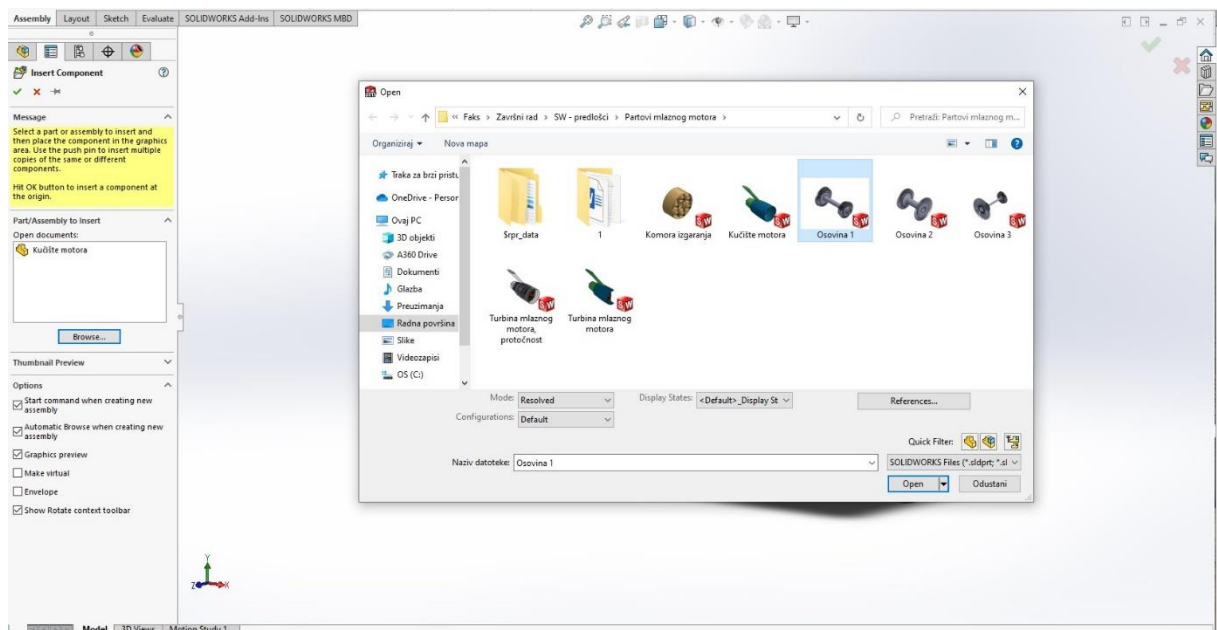 Assembly Layout Sketch Evaluate SOLIDWORKS Add-Ins SOLIDWORKS MBD
Insert Component
Message
Select a part or assembly to insert and
then place the component in the graphics
area. Use the push pin to insert multiple
copies of the same or different
components.
Hit OK button to insert a component at
the origin.
Part/Assembly to Insert
Open documents:
Kućište motora
Browse...
Thumbnail Preview
Options
Start command when creating new
assembly
Automatic Browse when creating new
assembly
Graphics preview
Make virtual
Envelope
Show Rotate context toolbar
Open
« Faks › Završni rad › SW - predlošci › Partovi mlaznog motora ›
Pretraži: Partovi mlaznog m...
Organiziraj Nova mapa
Traka za brzi pristu
OneDrive - Person
Ovaj PC
3D objekti
A360 Drive
Dokumenti
Glazba
Preuzimanja
Radna površina
Slike
Videozapisi
OS (C:)
$rpr_data 1 Komora izgaranja Kućište motora Osovina 1 Osovina 2 Osovina 3
Turbina mlaznog
motora,
protočnost
Turbina mlaznog
motora
Mode: Resolved Display States: <Default>_Display St References...
Configurations: Default
Quick Filter:
Naziv datoteke: Osovina 1 SOLIDWORKS Files (*.sldprt; *.sl
Open Odustani
Y
Z X
Model 3D Views Motion Study 1